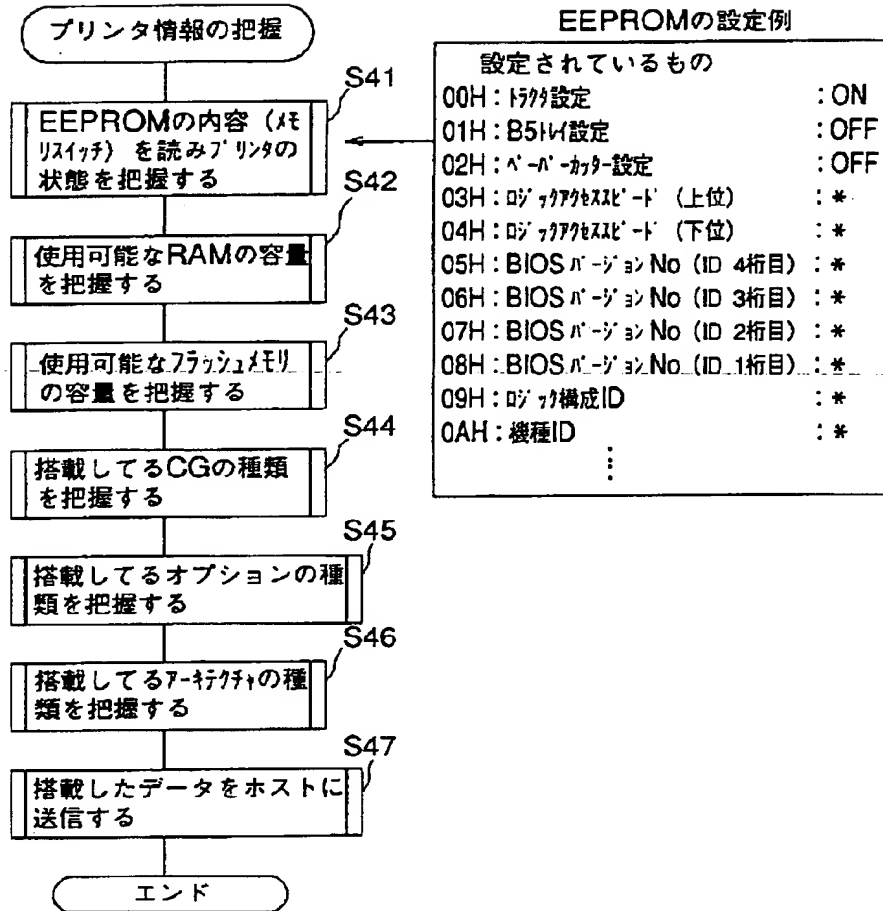 プリンタ情報の把握
S41
EEPROMの内容（ﾒﾓ
ﾘｽｲｯﾁ）を読みﾌﾟﾘﾝﾀの
状態を把握する
S42
使用可能なRAMの容量
を把握する
S43
使用可能なﾌﾗｯｼｭﾒﾓﾘ
の容量を把握する
S44
搭載してるCGの種類
を把握する
S45
搭載してるオプションの種
類を把握する
S46
搭載してるｱｰｷﾃｸﾁｬの種
類を把握する
S47
搭載したデータをホストに
送信する
エンド
EEPROMの設定例
設定されているもの
00H：ﾄﾗｸﾀ設定 ：ON
01H：B5ﾄﾚｲ設定 ：OFF
02H：ﾍﾟｰﾊﾟｰｶｯﾀｰ設定 ：OFF
03H：ﾛｼﾞｯｸｱｸｾｽｽﾋﾟｰﾄﾞ（上位） ：*
04H：ﾛｼﾞｯｸｱｸｾｽｽﾋﾟｰﾄﾞ（下位） ：*
05H：BIOSﾊﾞｰｼﾞｮﾝNo（ID 4桁目）：*
06H：BIOSﾊﾞｰｼﾞｮﾝNo（ID 3桁目）：*
07H：BIOSﾊﾞｰｼﾞｮﾝNo（ID 2桁目）：*
08H：BIOSﾊﾞｰｼﾞｮﾝNo（ID 1桁目）：*
09H：ﾛｼﾞｯｸ構成ID ：*
0AH：機種ID ：*
⋮